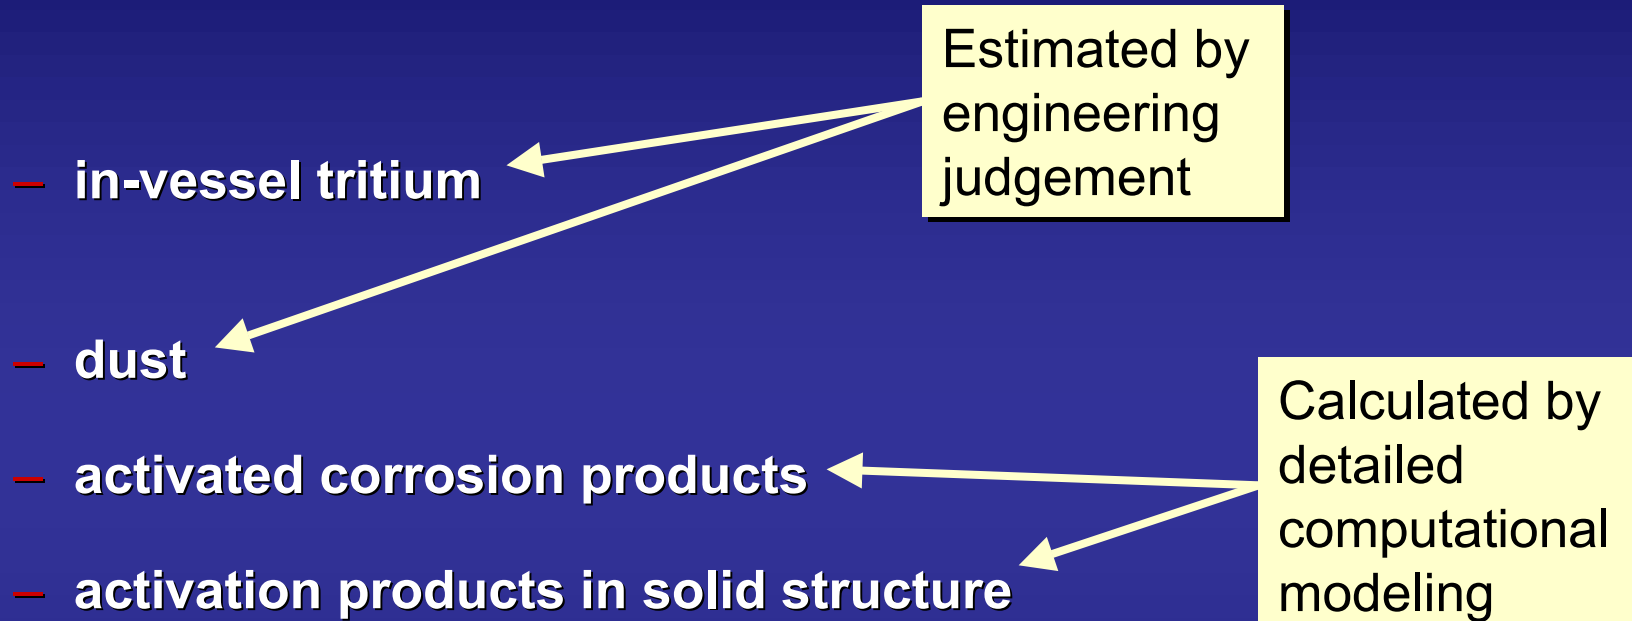 Estimated by
engineering
judgement
– in-vessel tritium
– dust
– activated corrosion products
– activation products in solid structure
Calculated by
detailed
computational
modeling